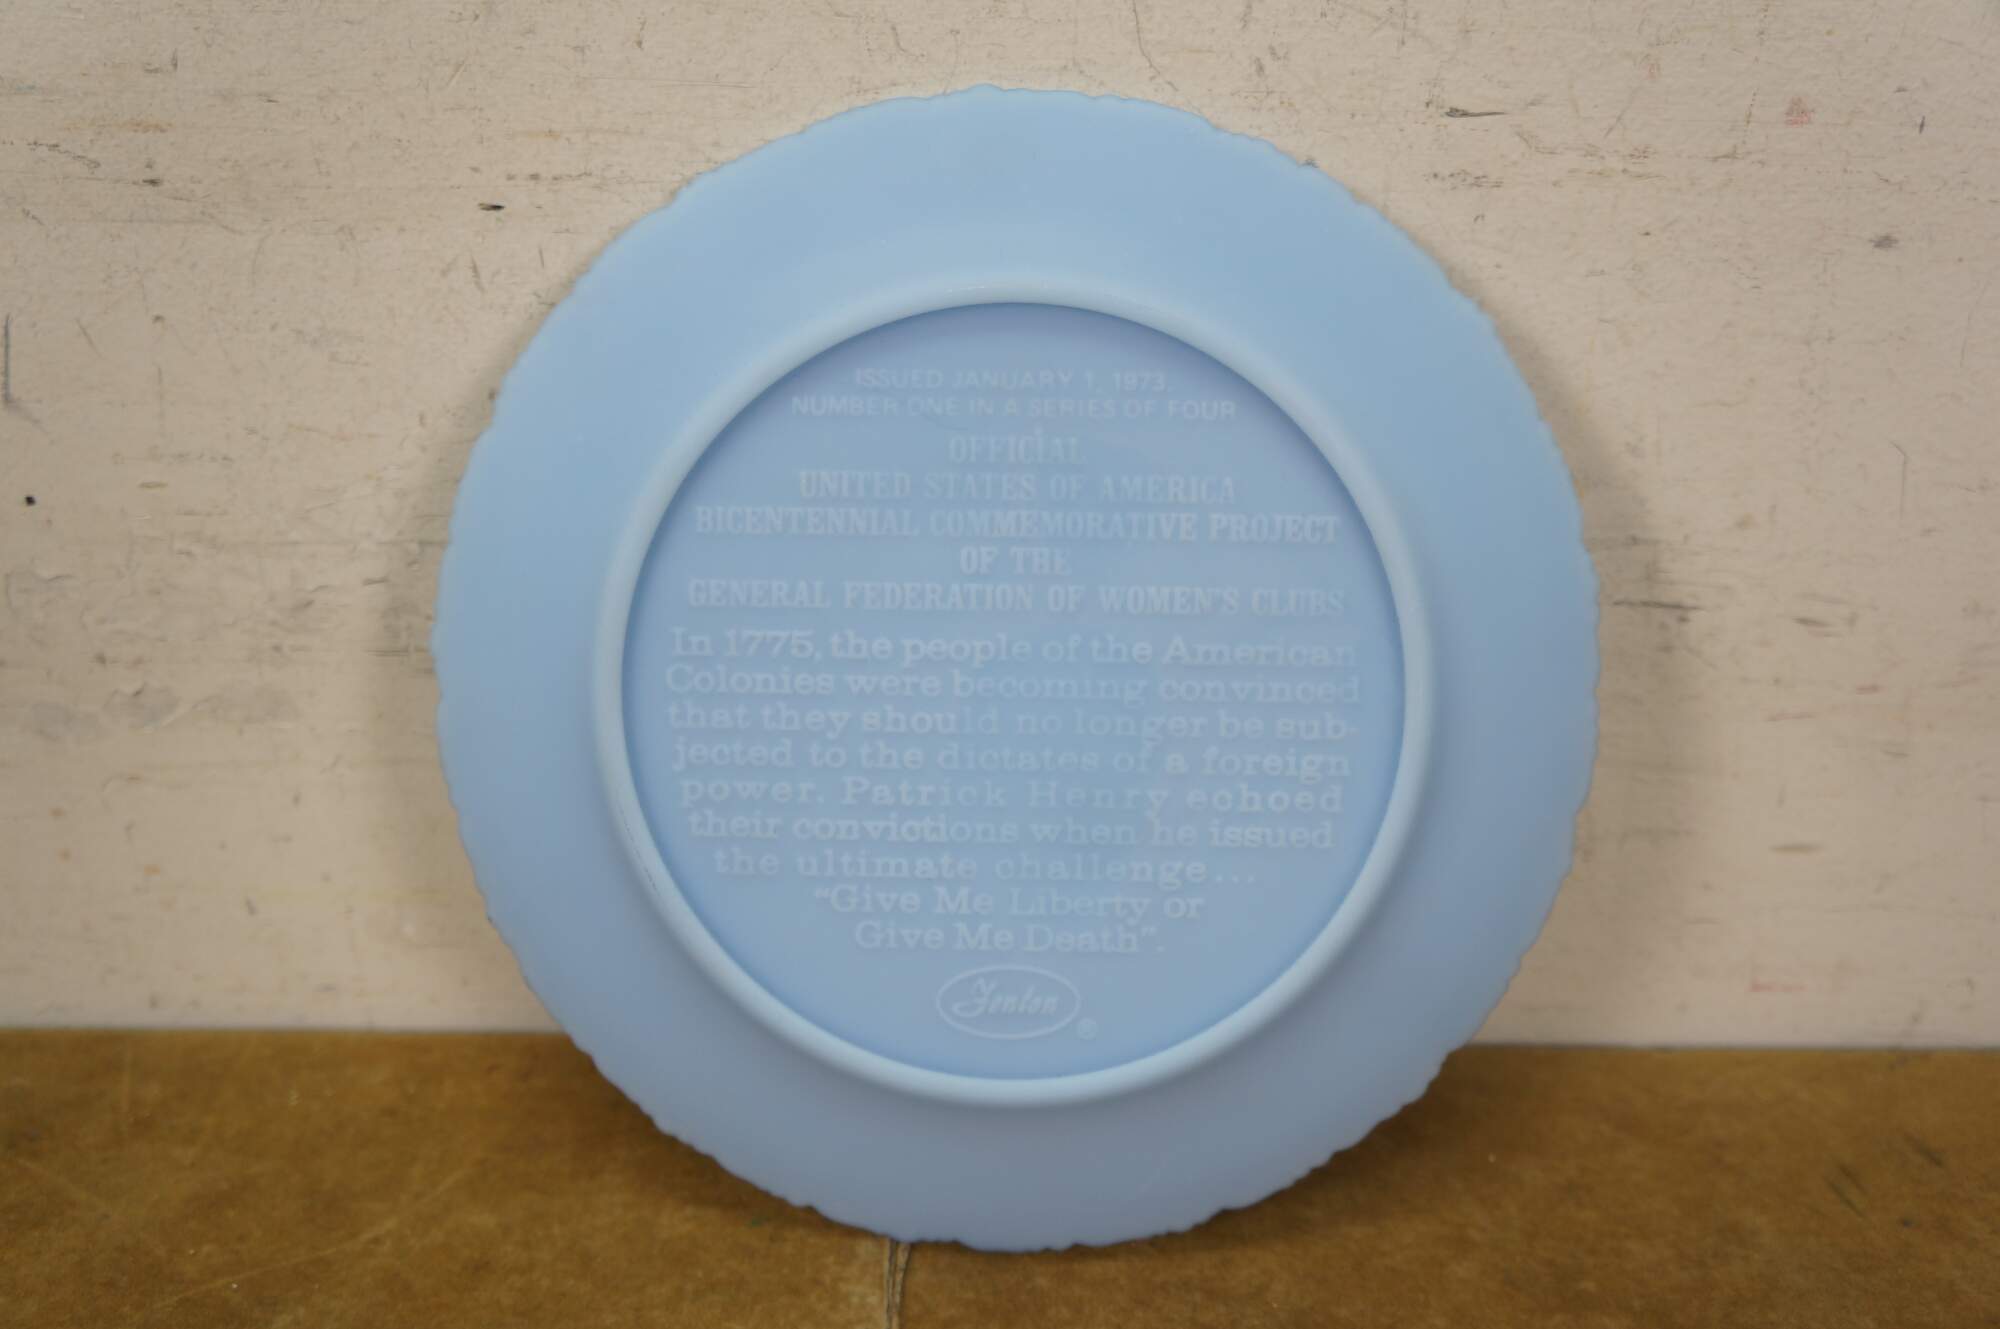 ISSUED JANUARY 1, 1973.
NUMBER ONE IN A SERIES OF FOUR
OFFICIAL
UNITED STATES OF AMERICA
BICENTENNIAL COMMEMORATIVE PROJECT
OF THE
GENERAL FEDERATION OF WOMEN'S CLUBS
In 1775, the people of the American
Colonies were becoming convinced
that they should no longer be sub-
jected to the dictates of a foreign
power. Patrick Henry echoed
their convictions when he issued
the ultimate challenge...
“Give Me Liberty or
Give Me Death”.
Fenton
®